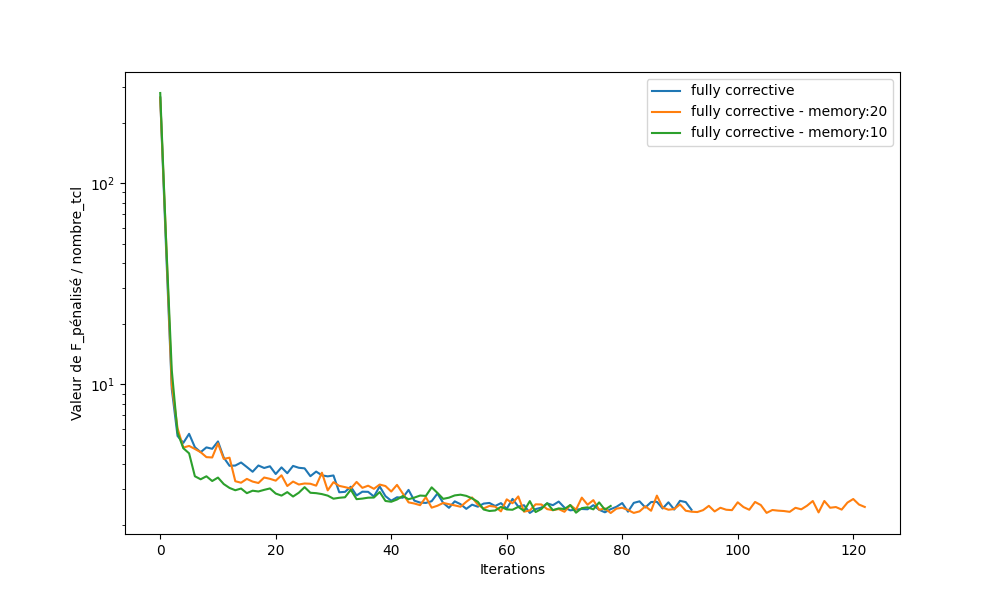 fully corrective
fully corrective - memory:20
fully corrective - memory:10
10²
10¹
Valeur de F_pénalisé / nombre_tcl
0 20 40 60 80 100 120
Iterations